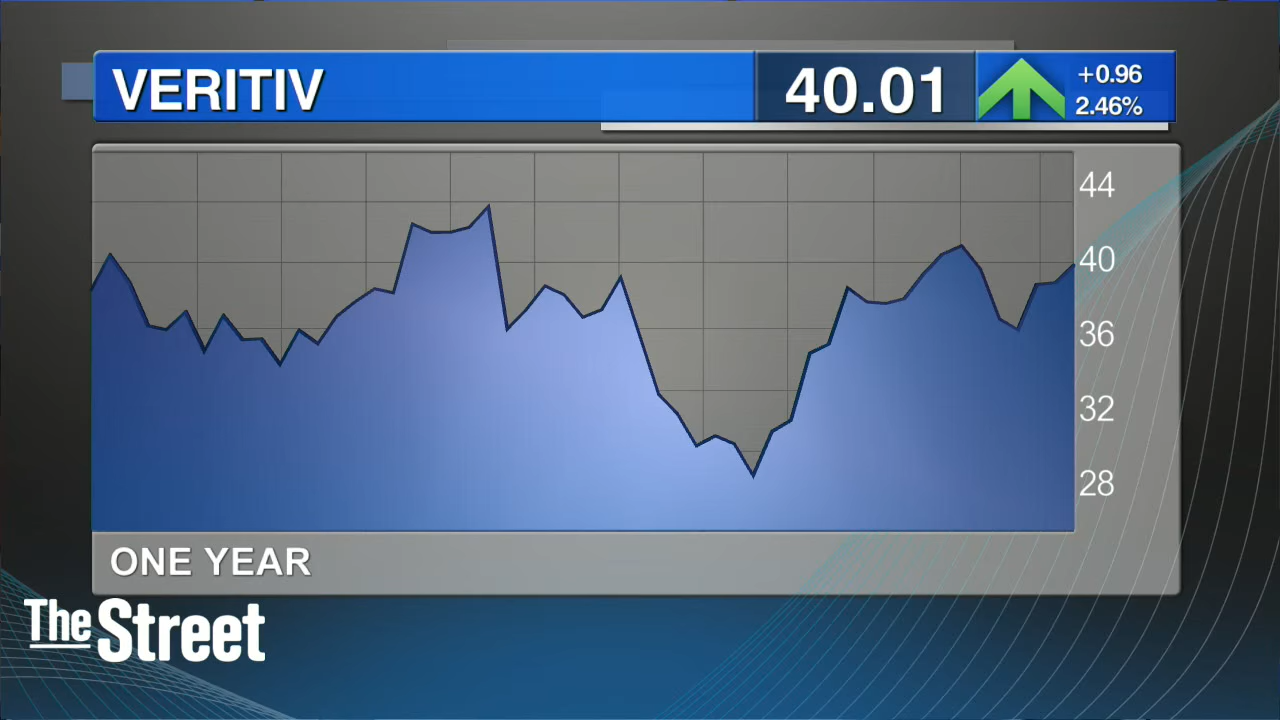 VERITIV
40.01
+0.96
2.46%
44
40
36
32
28
ONE YEAR
The Street